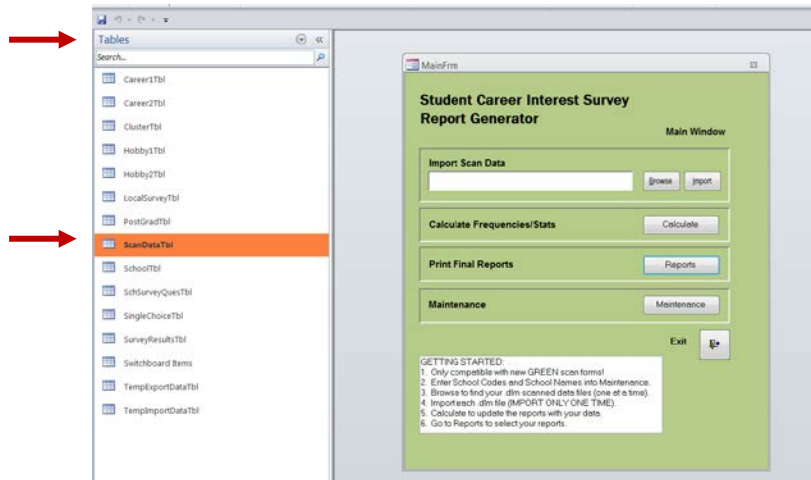 Tables
Search...
Career1Tbl
Career2Tbl
ClusterTbl
Hobby1Tbl
Hobby2Tbl
LocalSurveyTbl
PostGradTbl
ScanDataTbl
SchoolTbl
SchSurveyQuesTbl
SingleChoiceTbl
SurveyResultsTbl
Switchboard Items
TempExportDataTbl
TempImportDataTbl
MainFrm
Student Career Interest Survey
Report Generator
Main Window
Import Scan Data
Browse Import
Calculate Frequencies/Stats Calculate
Print Final Reports Reports
Maintenance Maintenance
Exit
GETTING STARTED:
1. Only compatible with new GREEN scan forms!
2. Enter School Codes and School Names into Maintenance.
3. Browse to find your .dlm scanned data files (one at a time).
4. Import each .dlm file (IMPORT ONLY ONE TIME).
5. Calculate to update the reports with your data.
6. Go to Reports to select your reports.